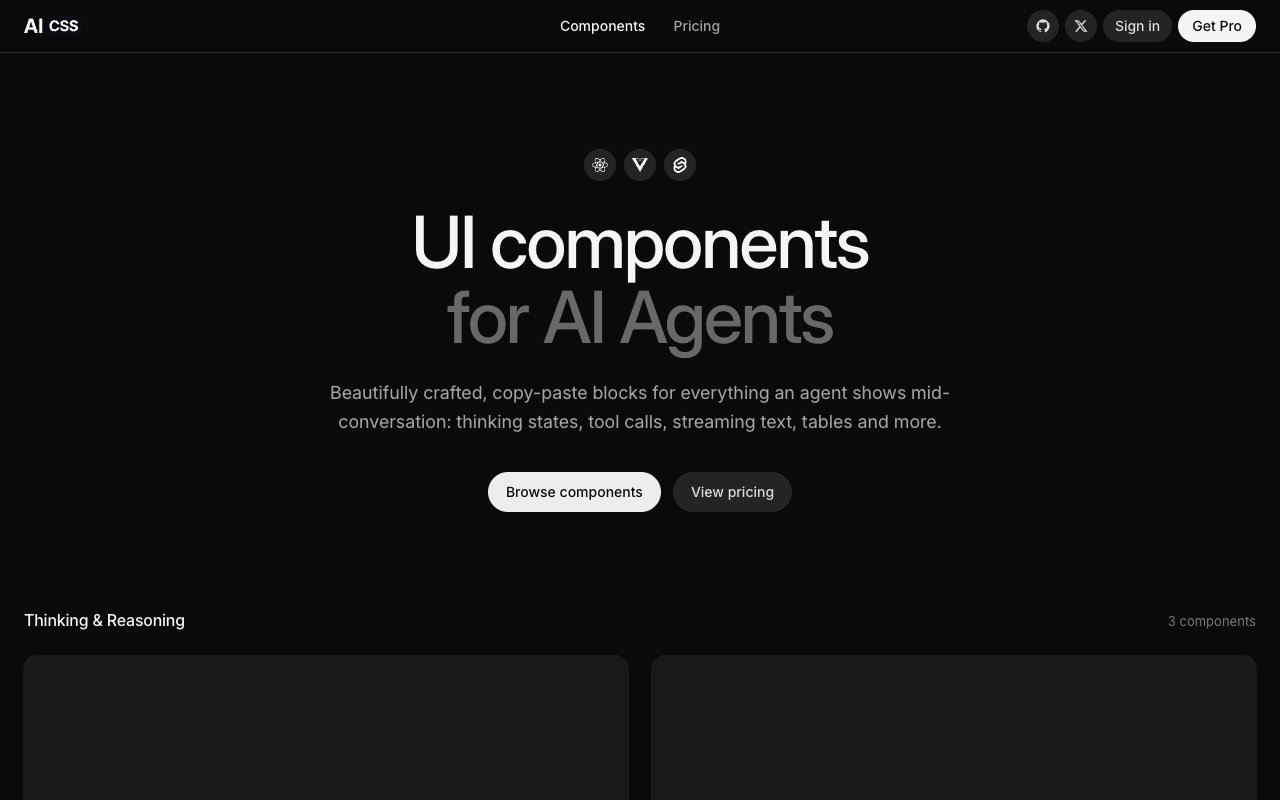 AI CSS
Components
Pricing
Sign in
Get Pro
UI components
for AI Agents
Beautifully crafted, copy-paste blocks for everything an agent shows mid-
conversation: thinking states, tool calls, streaming text, tables and more.
Browse components
View pricing
Thinking & Reasoning
3 components